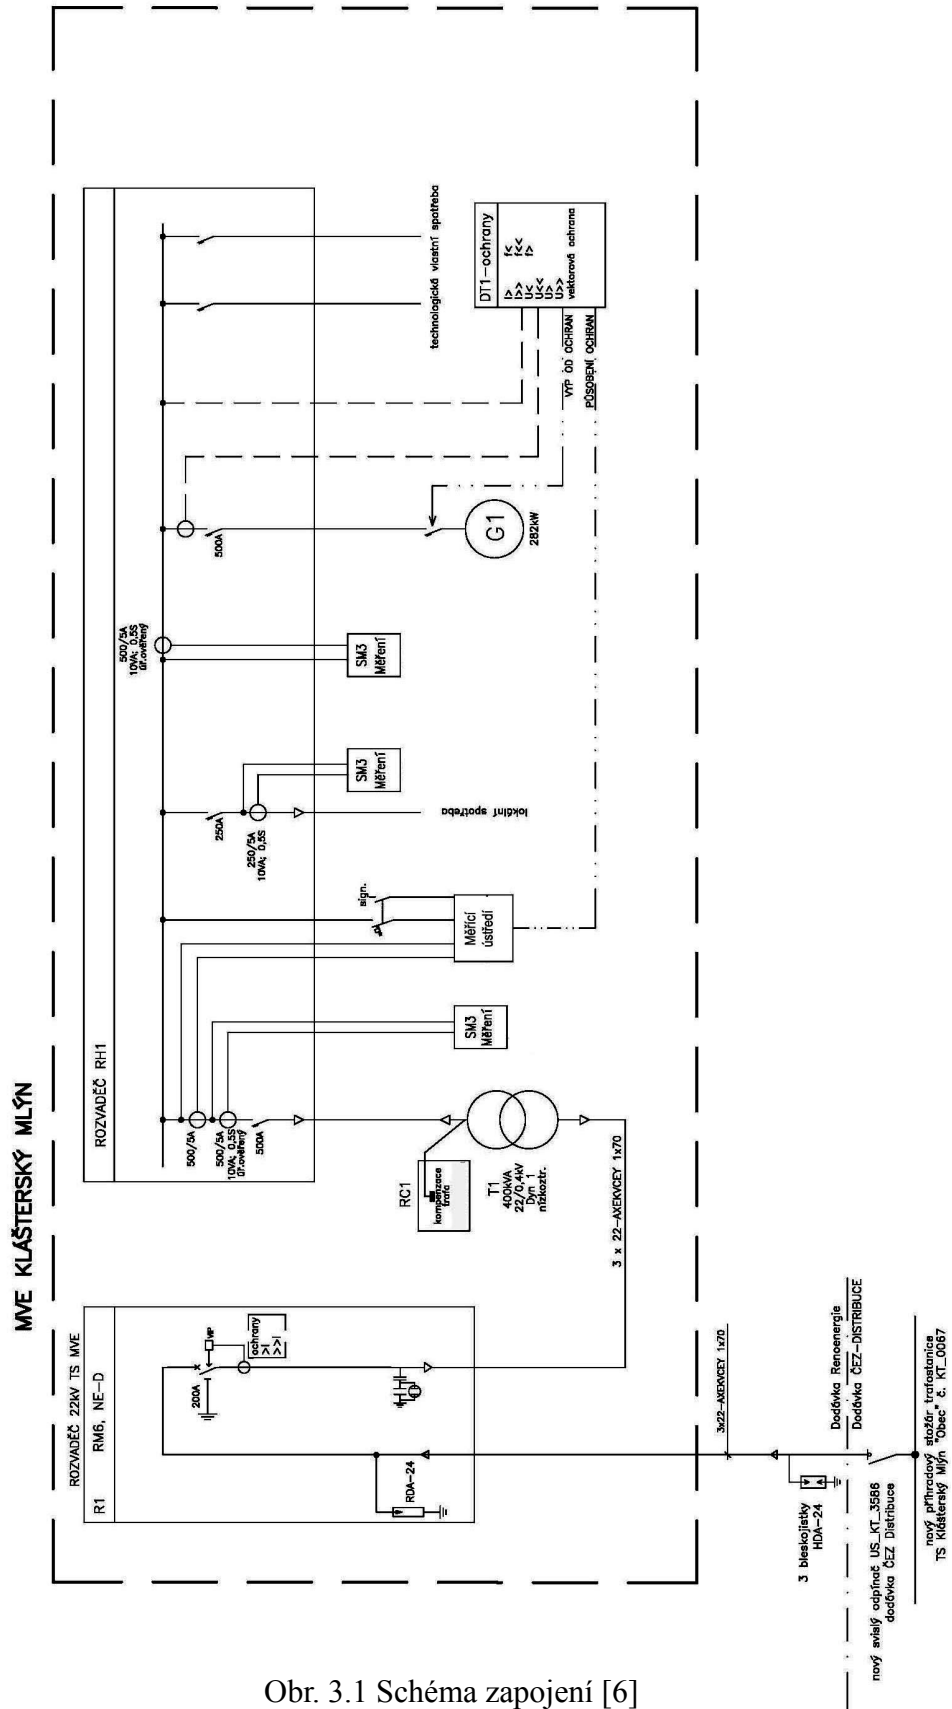 MVE KLÁŠTERSKÝ MLÝN
ROZVADĚČ RH1
technologická vlastní spotřeba
DT1-ochrany
I>
I>>
U<
U<<
U>
U>>
f<
f<<
f>
vektorová ochrana
VYP OD OCHRAN
PŮSOBENÍ OCHRAN
500A
G1
282kW
500/5A
10VA; 0,5S
úř.ověřený
SM3
Měření
SM3
Měření
250A
250/5A
10VA; 0,5S
lokální spotřeba
sign.
Měřící
ústředí
SM3
Měření
500/5A
500/5A
10VA; 0,5S
úř.ověřený
500A
RC1
kompenzace
trafa
T1
400kVA
22/0,4kV
Dyn 1
nízkoztr.
3 x 22-AXEKVCEY 1x70
ROZVADĚČ 22kV TS MVE
R1 RM6, NE-D
200A
VIP
ochrany
>I
>>I
RDA-24
3x22-AXEKVCEY 1x70
3 bleskojistky
HDA-24
Dodávka Renoenergie
Dodávka ČEZ-DISTRIBUCE
nový svislý odpínač US_KT_3586
dodávka ČEZ Distribuce
nový příhradový stožár trafostanice
TS Klášterský Mlýn "Obec" č. KT_0067
Obr. 3.1 Schéma zapojení [6]